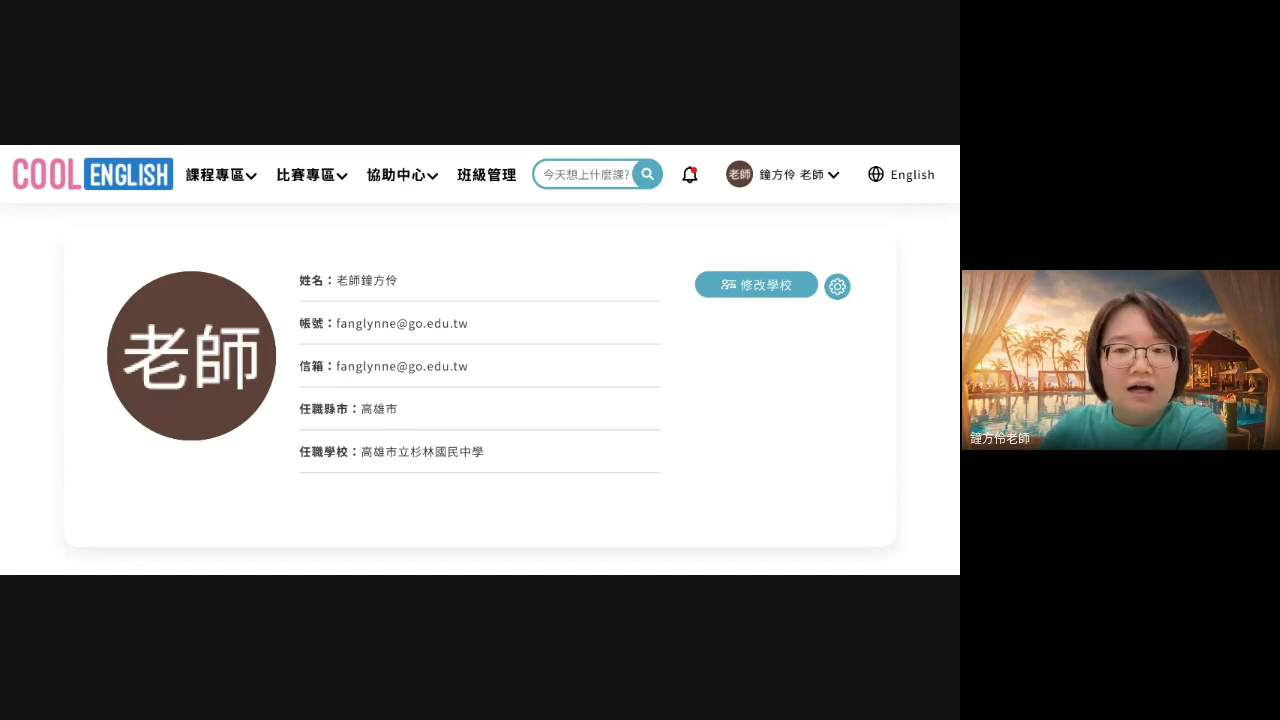 COOL ENGLISH 課程專區 比賽專區 協助中心 班級管理 今天想上什麼課? 老師 鐘方伶 老師 English
老師
姓名：老師鐘方伶
修改學校
帳號：fanglynne@go.edu.tw
信箱：fanglynne@go.edu.tw
任職縣市：高雄市
任職學校：高雄市立杉林國民中學
鐘方伶老師